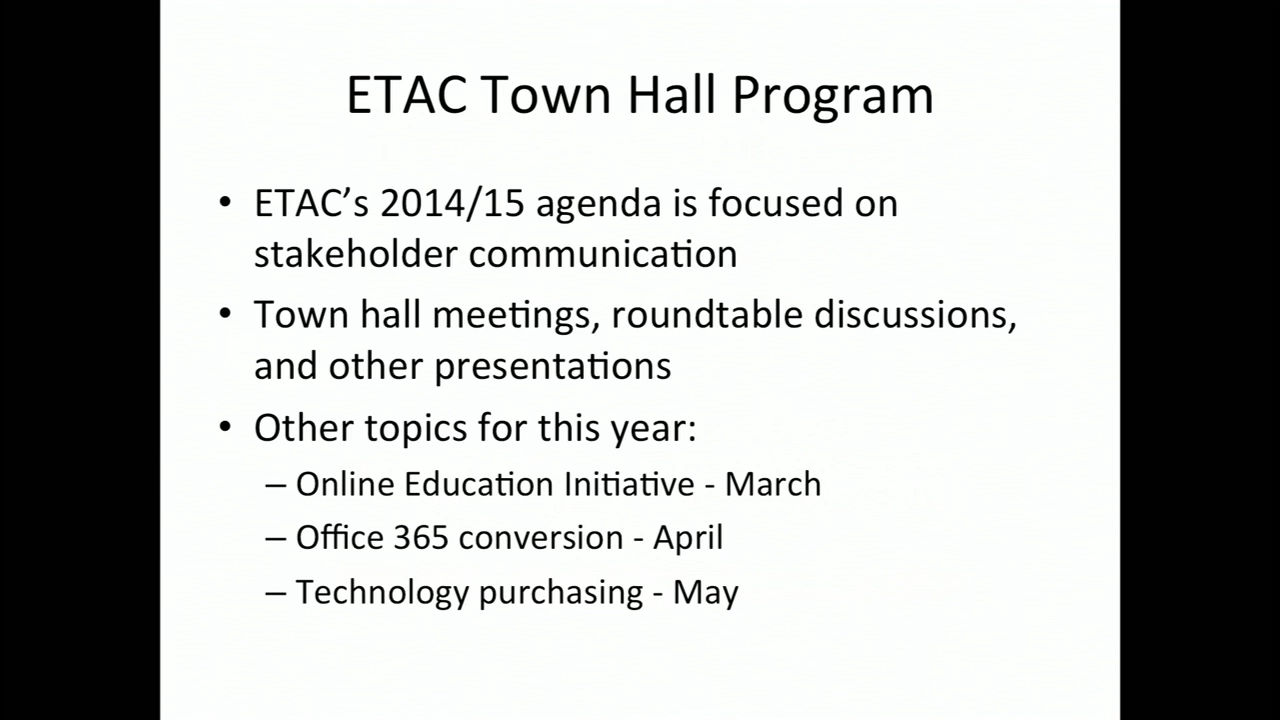 ETAC Town Hall Program
• ETAC’s 2014/15 agenda is focused on
stakeholder communication
• Town hall meetings, roundtable discussions,
and other presentations
• Other topics for this year:
– Online Education Initiative - March
– Office 365 conversion - April
– Technology purchasing - May